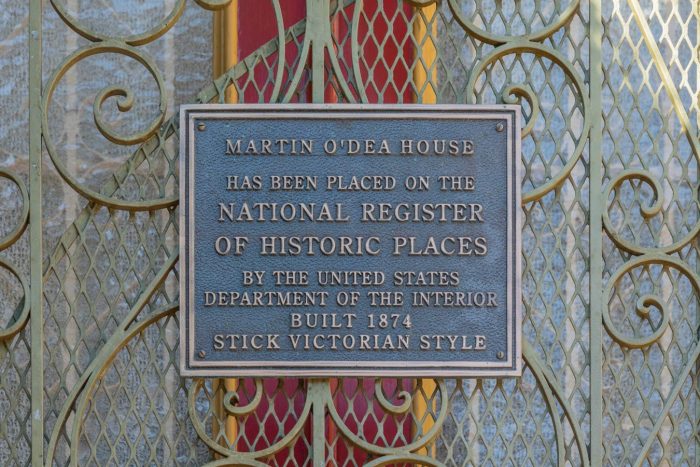 MARTIN O'DEA HOUSE
HAS BEEN PLACED ON THE
NATIONAL REGISTER
OF HISTORIC PLACES
BY THE UNITED STATES
DEPARTMENT OF THE INTERIOR
BUILT 1874
STICK VICTORIAN STYLE